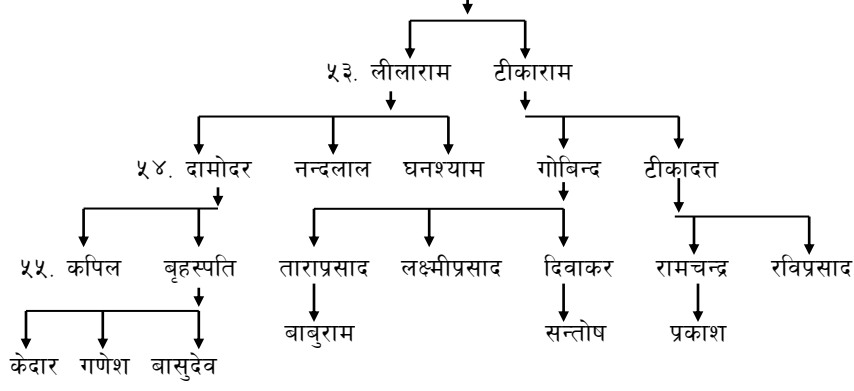 ५३. लीलाराम टीकाराम
५४. दामोदर नन्दलाल घनश्याम गोबिन्द टीकादत्त
५५. कपिल बृहस्पति ताराप्रसाद लक्ष्मीप्रसाद दिवाकर रामचन्द्र रविप्रसाद
बाबुराम सन्तोष प्रकाश
केदार गणेश बासुदेव